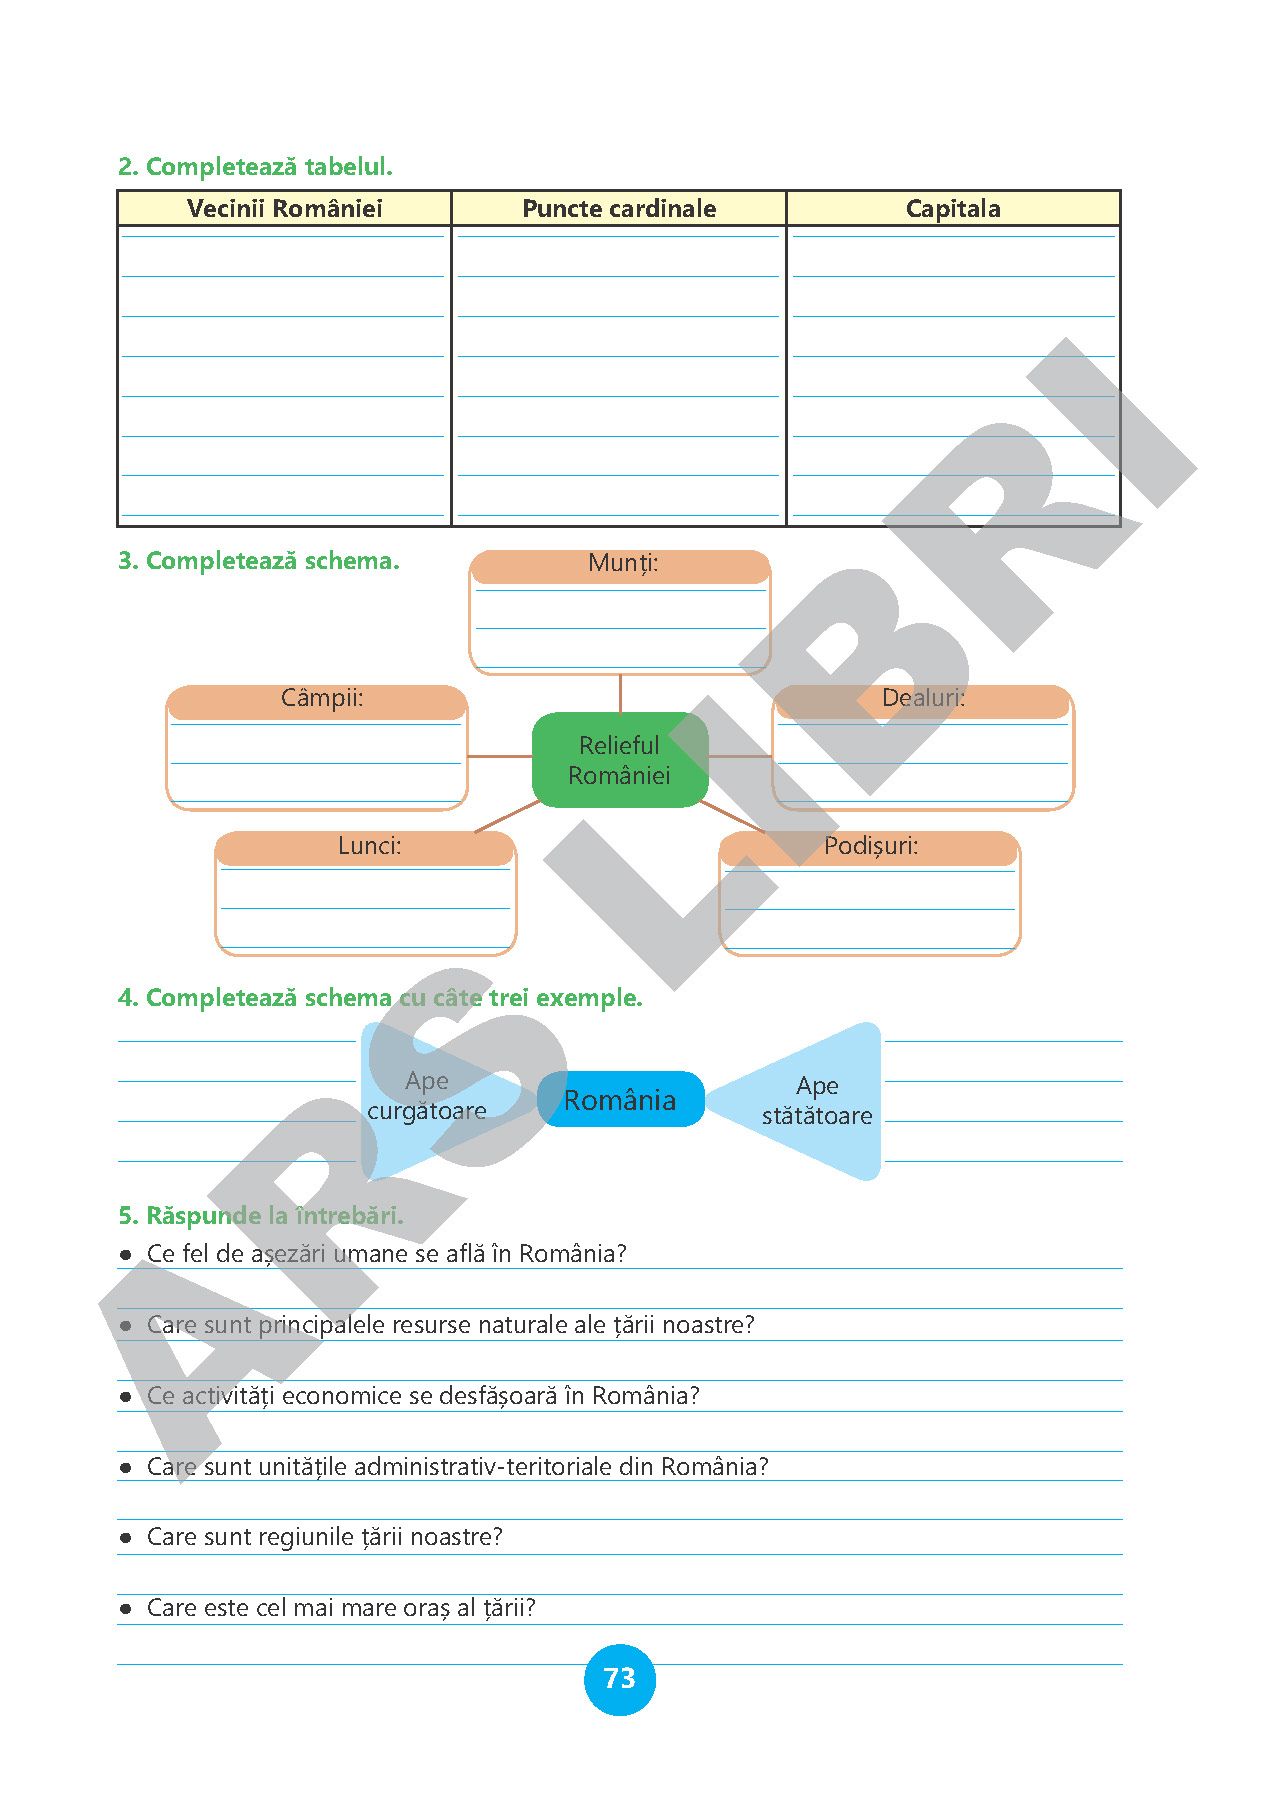 2. Completează tabelul.
Vecinii României Puncte cardinale Capitala
3. Completează schema.
Munți:
Câmpii:
Dealuri:
Relieful
României
Lunci:
Podișuri:
4. Completează schema cu câte trei exemple.
Ape
curgătoare
România
Ape
stătătoare
5. Răspunde la întrebări.
● Ce fel de așezări umane se află în România?
● Care sunt principalele resurse naturale ale țării noastre?
● Ce activități economice se desfășoară în România?
● Care sunt unitățile administrativ-teritoriale din România?
● Care sunt regiunile țării noastre?
● Care este cel mai mare oraș al țării?
73
ARS LIBRI